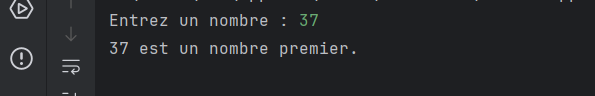 Entrez un nombre : 37
37 est un nombre premier.